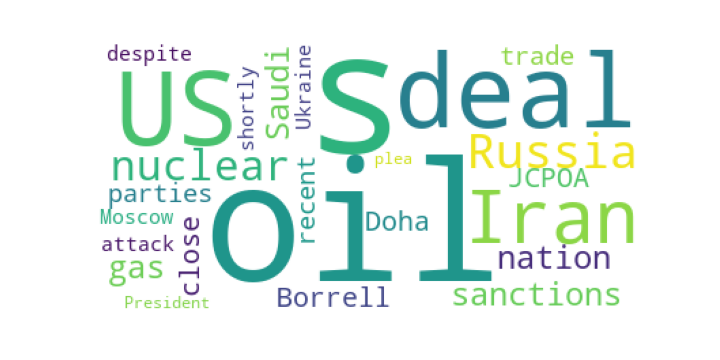 despite
US
shortly
Saudi
Ukraine
s
deal
trade
nuclear
plea
Russia
parties
recent
JCPOA
Moscow
oil
Doha
Iran
attack
close
nation
gas
Borrell
sanctions
President